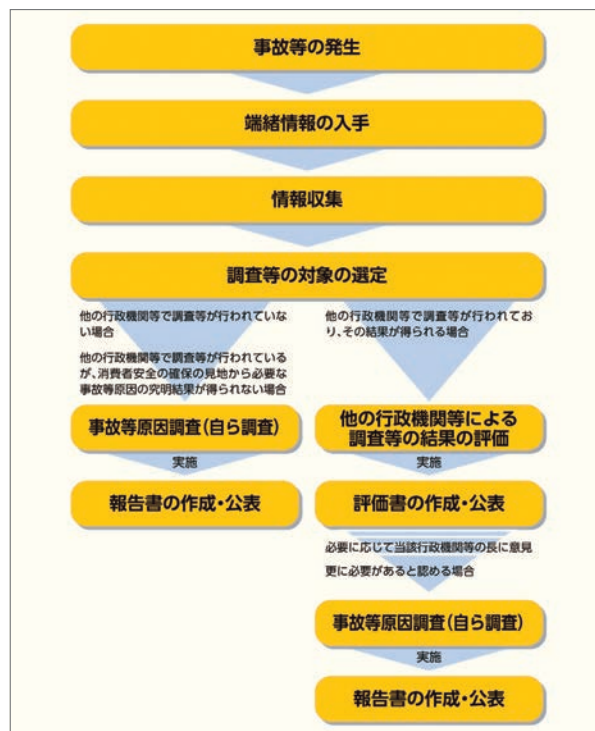 事故等の発生
端緒情報の入手
情報収集
調査等の対象の選定
他の行政機関等で調査等が行われていな
い場合
他の行政機関等で調査等が行われている
が、消費者安全の確保の見地から必要な
事故等原因の究明結果が得られない場合
事故等原因調査(自ら調査)
実施
報告書の作成・公表
他の行政機関等で調査等が行われてお
り、その結果が得られる場合
他の行政機関等による
調査等の結果の評価
実施
評価書の作成・公表
必要に応じて当該行政機関等の長に意見
更に必要があると認める場合
事故等原因調査(自ら調査)
実施
報告書の作成・公表